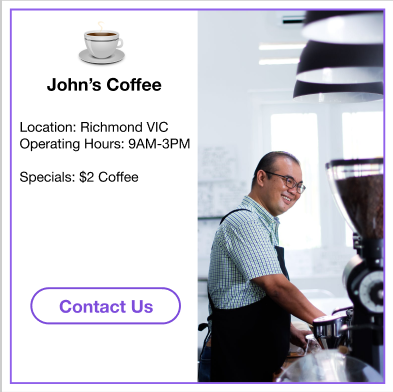 John’s Coffee
Location: Richmond VIC
Operating Hours: 9AM-3PM
Specials: $2 Coffee
Contact Us